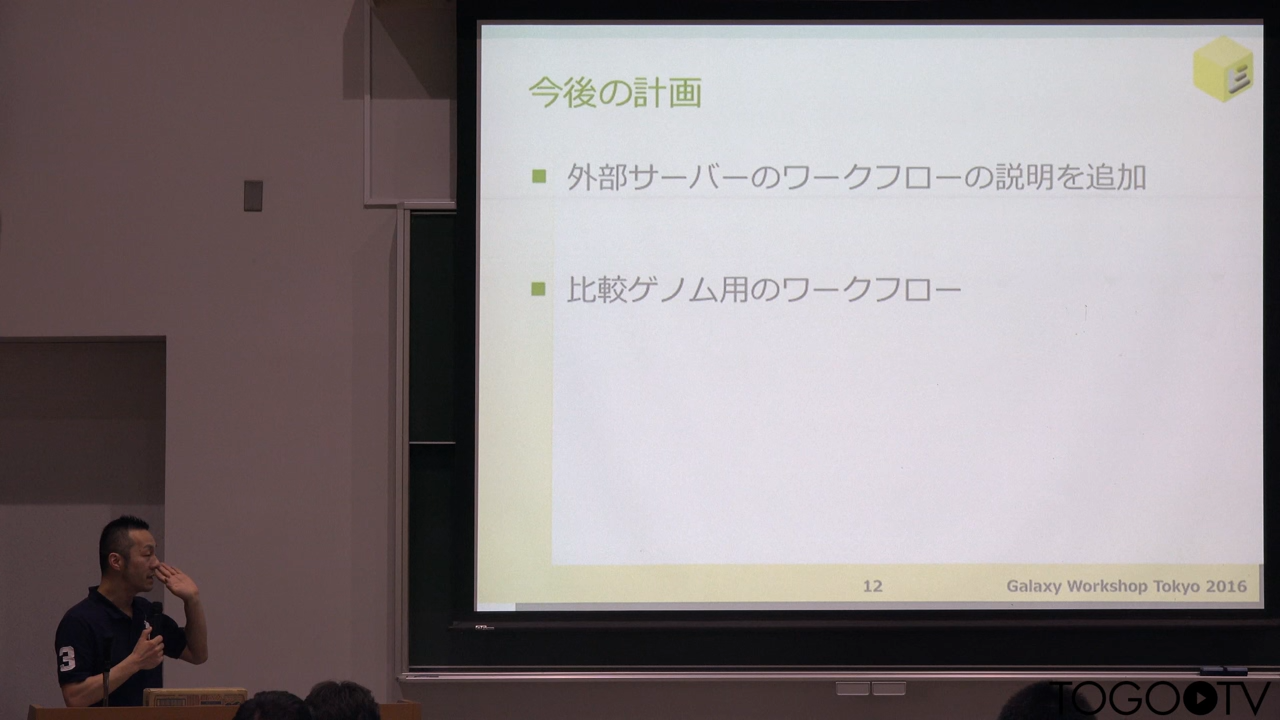 今後の計画
■ 外部サーバーのワークフローの説明を追加
■ 比較ゲノム用のワークフロー
12
Galaxy Workshop Tokyo 2016
3
TOGOTV